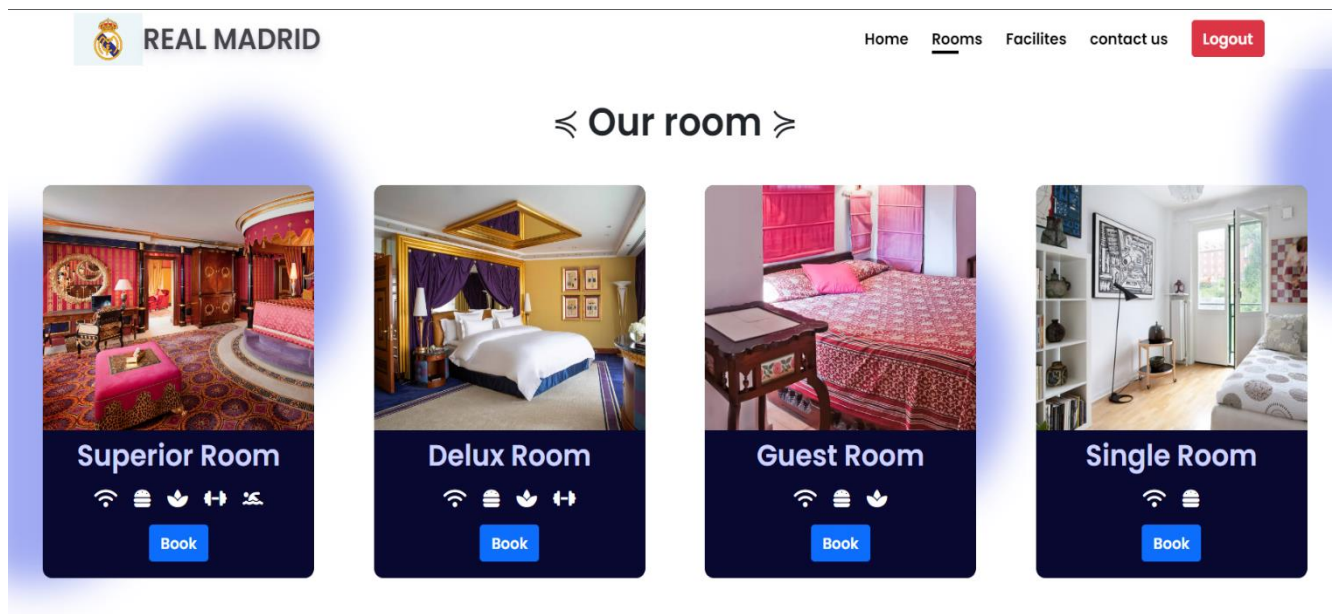 REAL MADRID
Home Rooms Facilites contact us Logout
≼ Our room ≽
Superior Room
Book
Delux Room
Book
Guest Room
Book
Single Room
Book